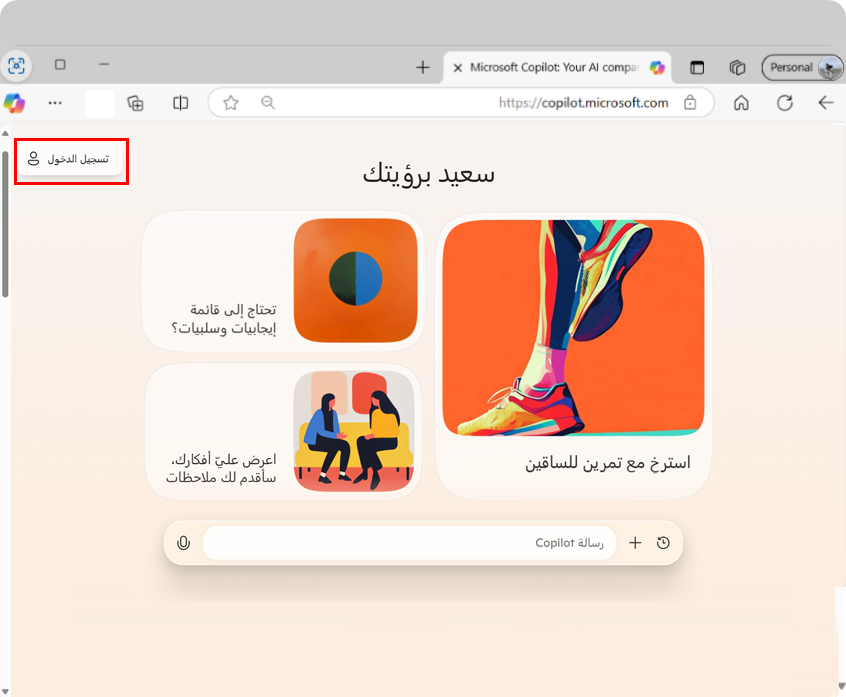 Personal
Microsoft Copilot: Your AI compa
https://copilot.microsoft.com
تسجيل الدخول
سعيد برؤيتك
استرخ مع تمرين للساقين
تحتاج إلى قائمة
إيجابيات وسلبيات؟
اعرض عليّ أفكارك،
سأقدم لك ملاحظات
رسالة Copilot